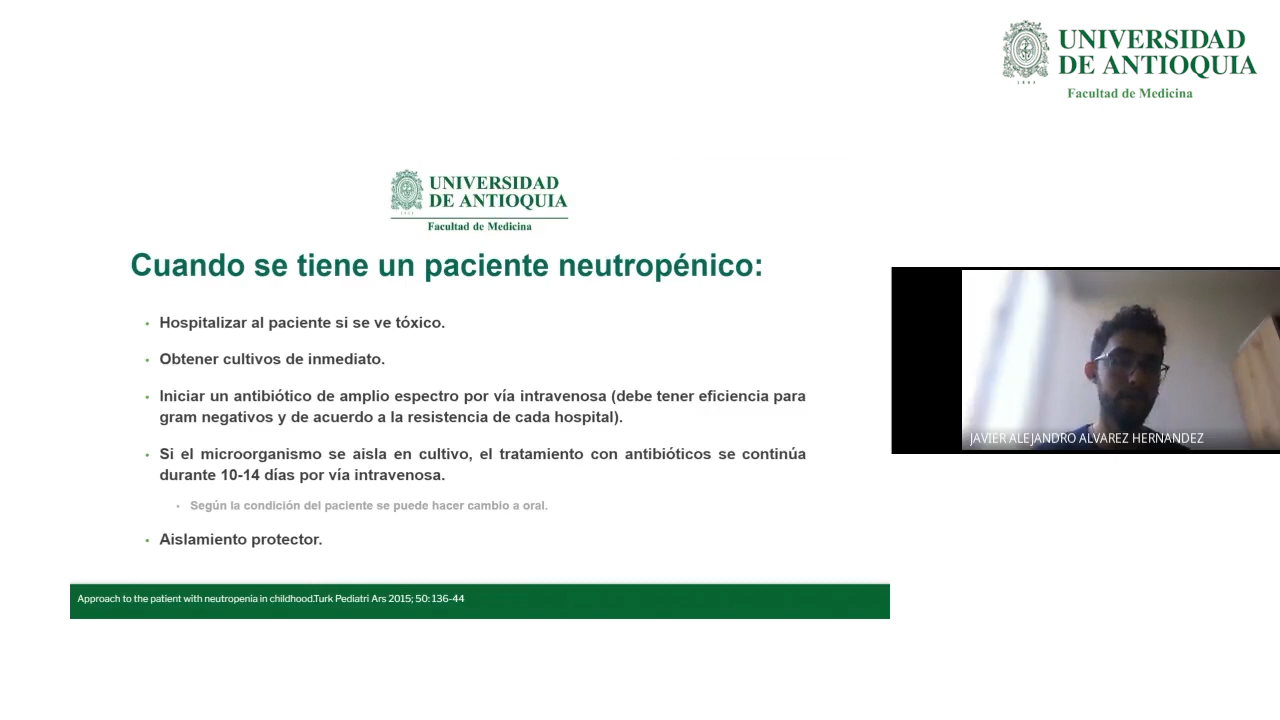 UNIVERSIDAD
DE ANTIOQUIA
1803
Facultad de Medicina
UNIVERSIDAD
DE ANTIOQUIA
Facultad de Medicina
Cuando se tiene un paciente neutropénico:
• Hospitalizar al paciente si se ve tóxico.
• Obtener cultivos de inmediato.
• Iniciar un antibiótico de amplio espectro por vía intravenosa (debe tener eficiencia para
gram negativos y de acuerdo a la resistencia de cada hospital).
• Si el microorganismo se aisla en cultivo, el tratamiento con antibióticos se continúa
durante 10-14 días por vía intravenosa.
• Según la condición del paciente se puede hacer cambio a oral.
• Aislamiento protector.
Approach to the patient with neutropenia in childhood.Turk Pediatri Ars 2015; 50: 136-44
JAVIER ALEJANDRO ALVAREZ HERNANDEZ